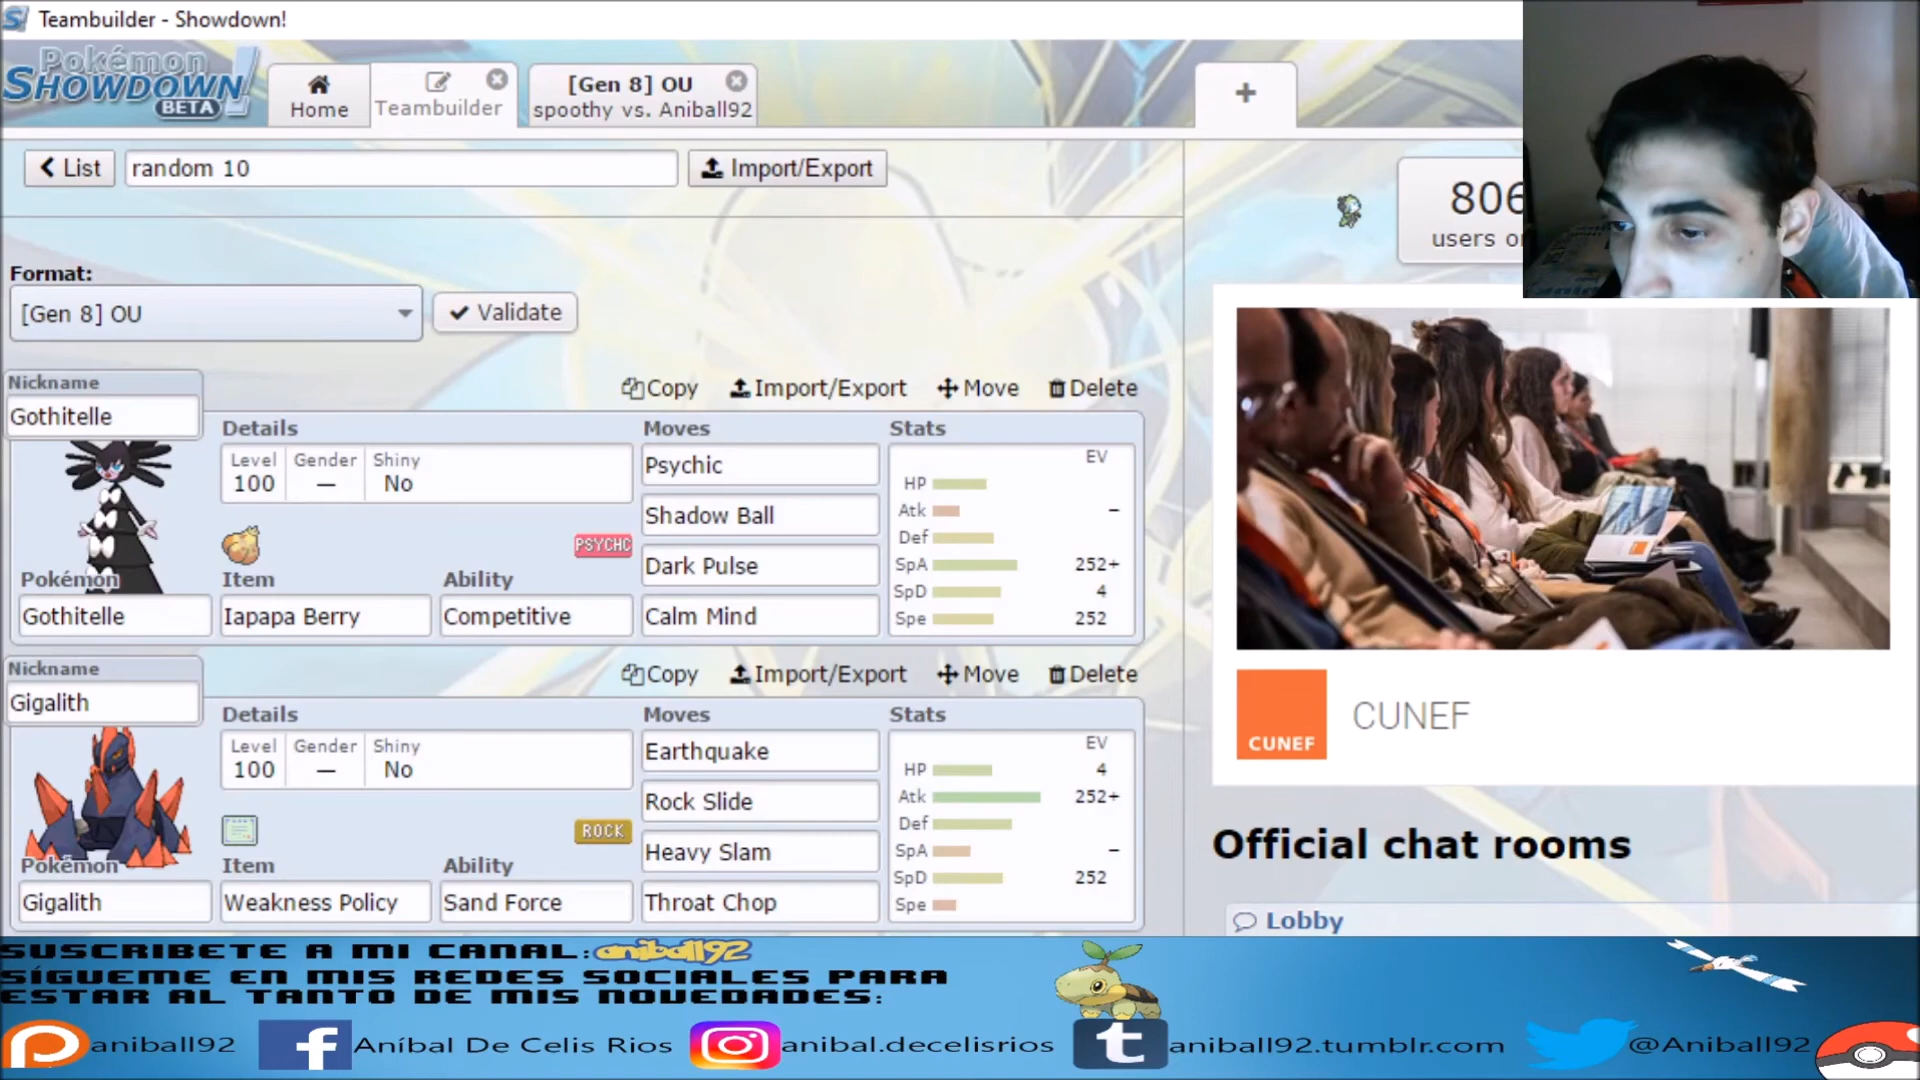 Teambuilder - Showdown!
Pokémon
SHOWDOWN!
BETA
Home
Teambuilder
[Gen 8] OU
spoothy vs. Aniball92
+
List
random 10
Import/Export
806
users o
Format:
[Gen 8] OU
Validate
Copy Import/Export Move Delete
Nickname
Gothitelle
Details
Level Gender Shiny
100 — No
PSYCHC
Pokémon Item Ability
Gothitelle Iapapa Berry Competitive
Moves
Psychic
Shadow Ball
Dark Pulse
Calm Mind
Stats
EV
HP
Atk –
Def
SpA 252+
SpD 4
Spe 252
Copy Import/Export Move Delete
Nickname
Gigalith
Details
Level Gender Shiny
100 — No
ROCK
Pokémon Item Ability
Gigalith Weakness Policy Sand Force
Moves
Earthquake
Rock Slide
Heavy Slam
Throat Chop
Stats
EV
HP 4
Atk 252+
Def
SpA –
SpD 252
Spe
CUNEF
CUNEF
Official chat rooms
Lobby
SUSCRIBETE A MI CANAL: aniball92
SÍGUEME EN MIS REDES SOCIALES PARA
ESTAR AL TANTO DE MIS NOVEDADES:
aniball92
Aníbal De Celis Rios
anibal.decelisrios
aniball92.tumblr.com
@Aniball92